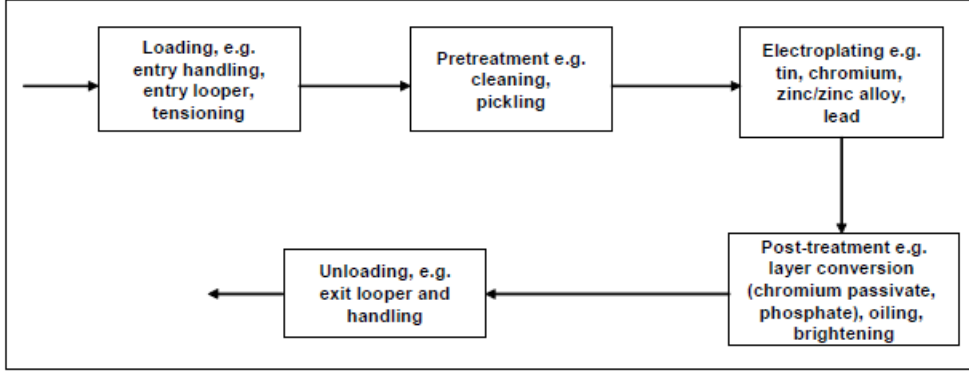 Loading, e.g.
entry handling,
entry looper,
tensioning
Pretreatment e.g.
cleaning,
pickling
Electroplating e.g.
tin, chromium,
zinc/zinc alloy,
lead
Post-treatment e.g.
layer conversion
(chromium passivate,
phosphate), oiling,
brightening
Unloading, e.g.
exit looper and
handling